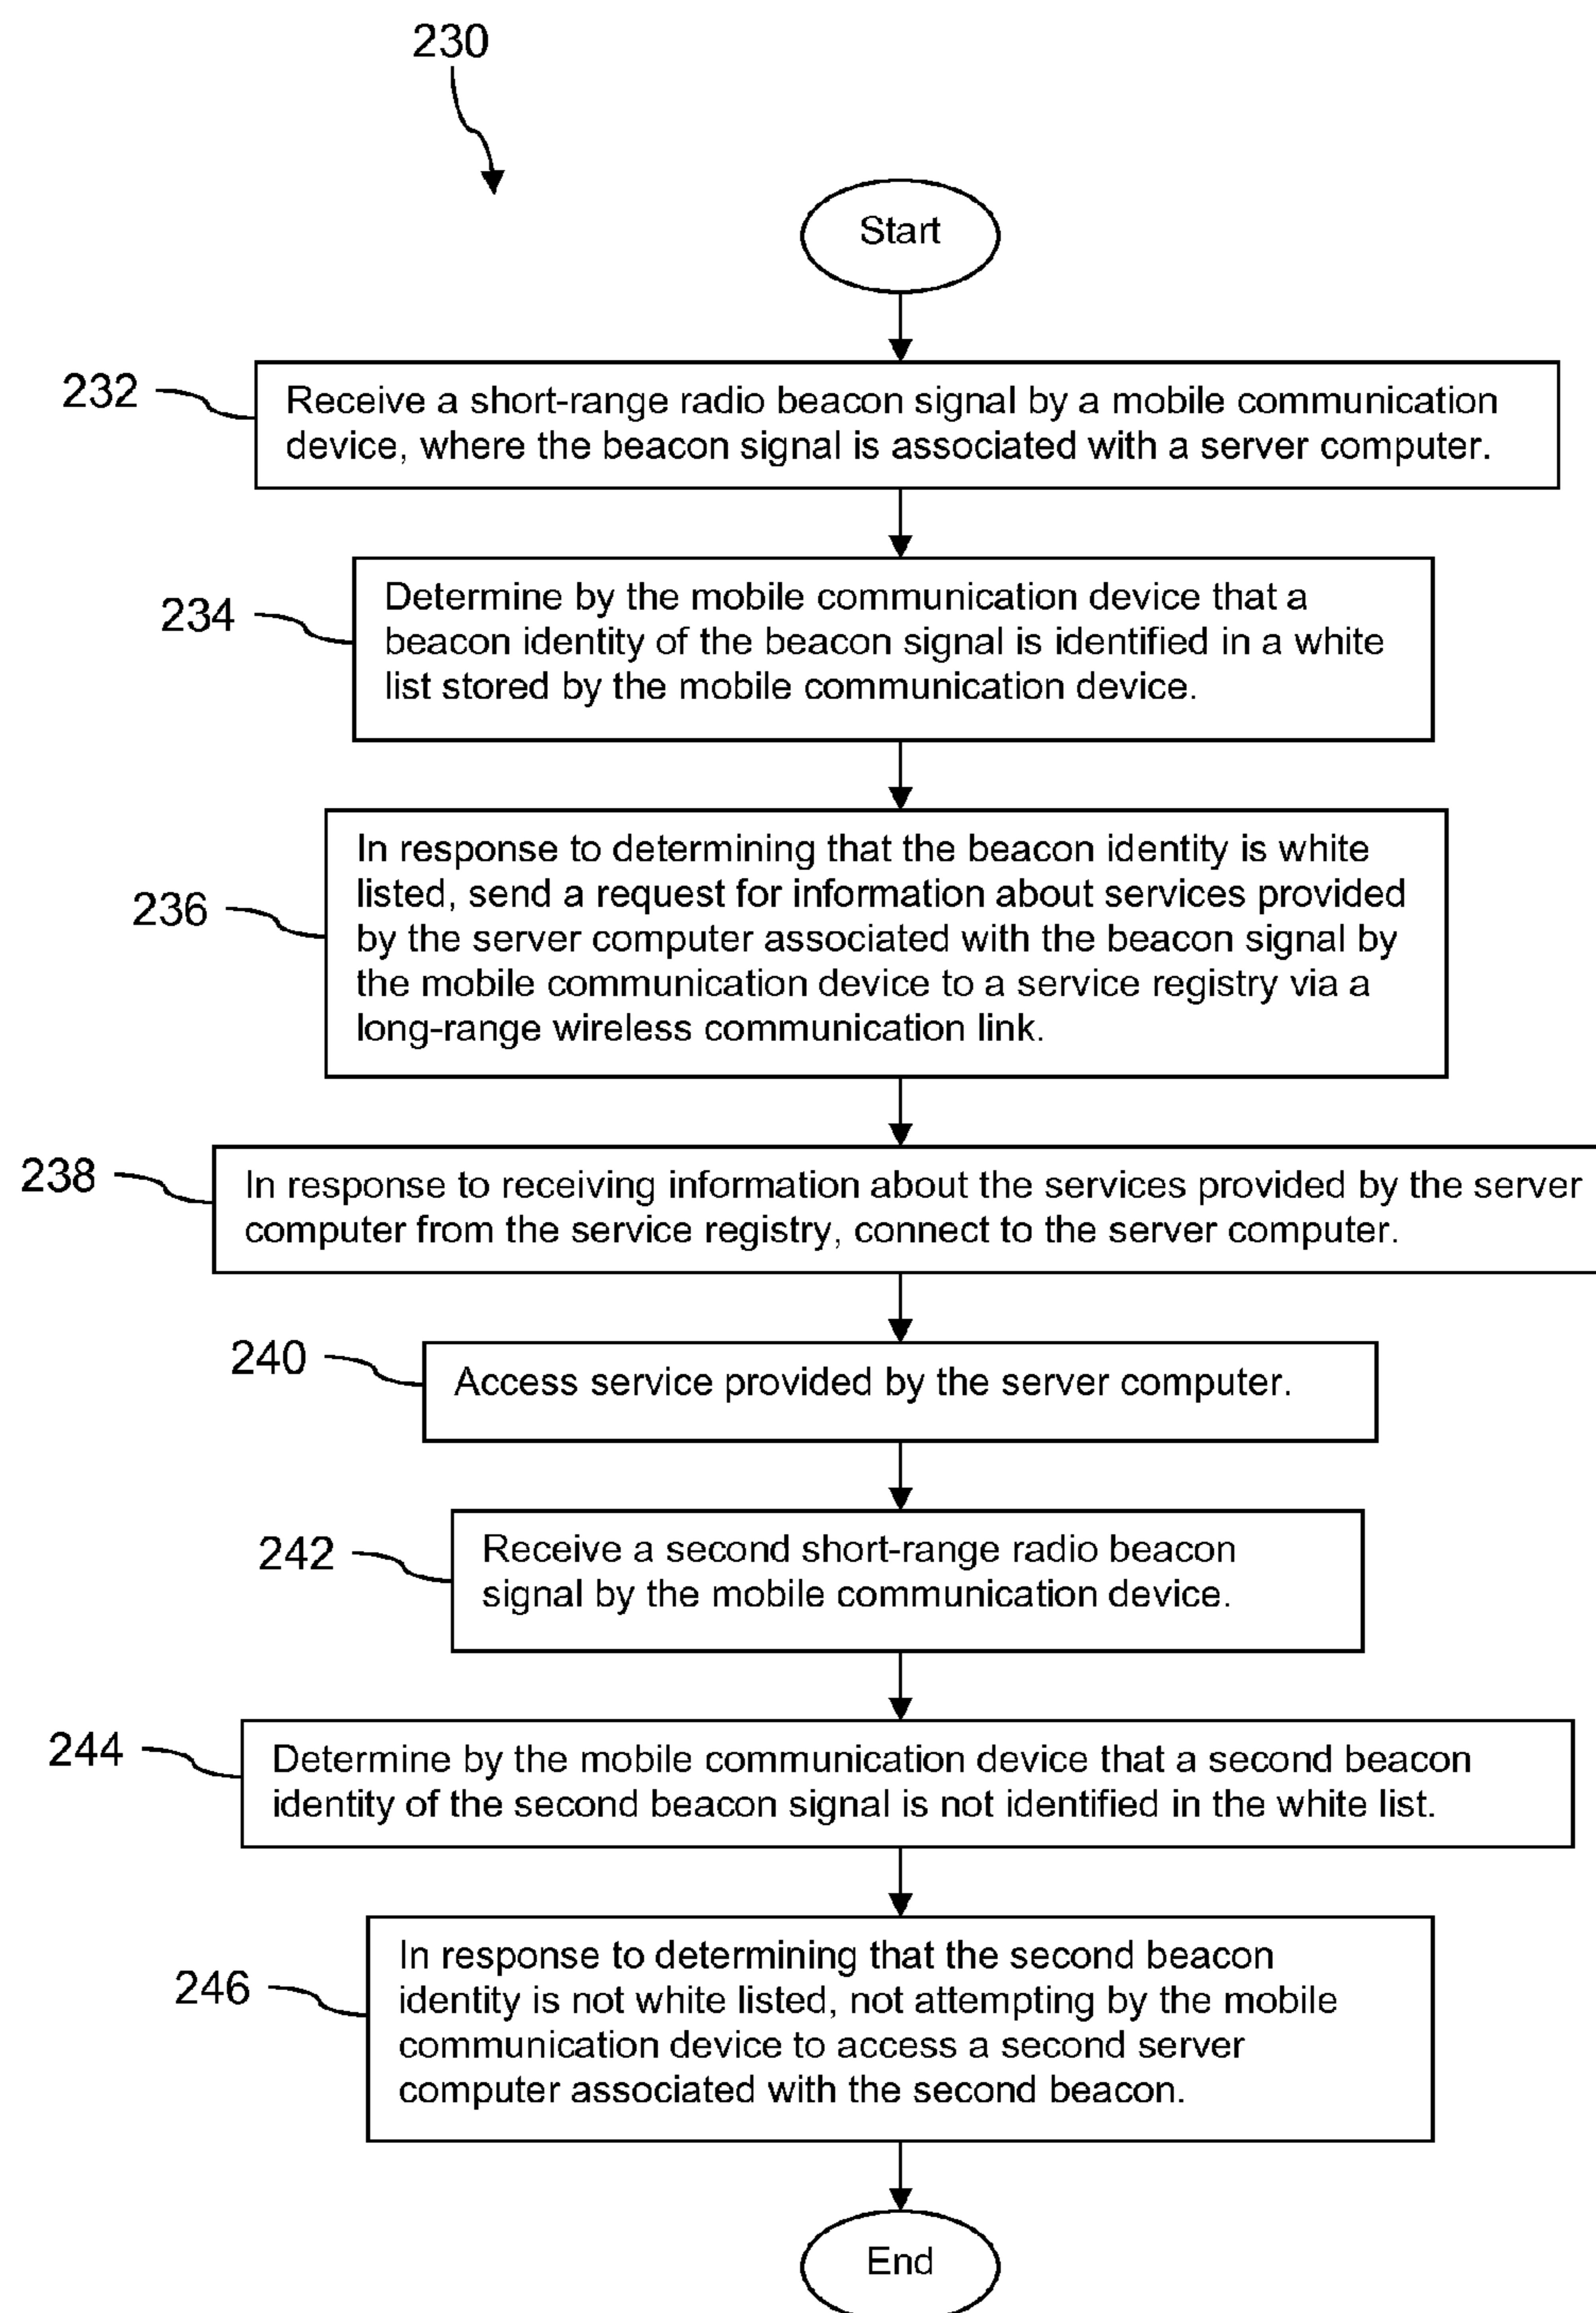 230
Start
232
Receive a short-range radio beacon signal by a mobile communication
device, where the beacon signal is associated with a server computer.
234
Determine by the mobile communication device that a
beacon identity of the beacon signal is identified in a white
list stored by the mobile communication device.
236
In response to determining that the beacon identity is white
listed, send a request for information about services provided
by the server computer associated with the beacon signal by
the mobile communication device to a service registry via a
long-range wireless communication link.
238
In response to receiving information about the services provided by the server
computer from the service registry, connect to the server computer.
240
Access service provided by the server computer.
242
Receive a second short-range radio beacon
signal by the mobile communication device.
244
Determine by the mobile communication device that a second beacon
identity of the second beacon signal is not identified in the white list.
246
In response to determining that the second beacon
identity is not white listed, not attempting by the mobile
communication device to access a second server
computer associated with the second beacon.
End